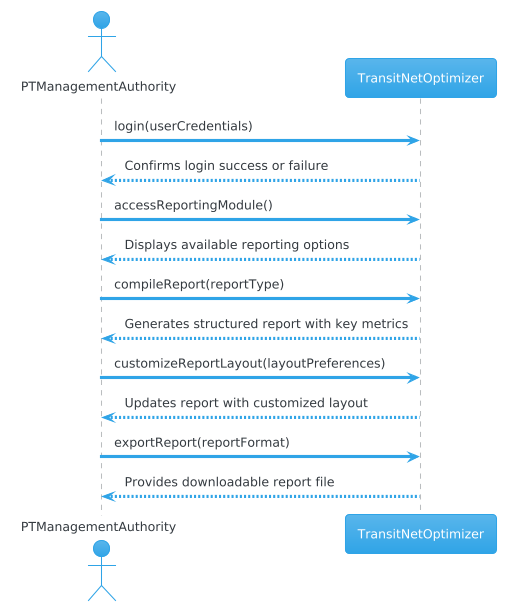 PTManagementAuthority
TransitNetOptimizer
login(userCredentials)
Confirms login success or failure
accessReportingModule()
Displays available reporting options
compileReport(reportType)
Generates structured report with key metrics
customizeReportLayout(layoutPreferences)
Updates report with customized layout
exportReport(reportFormat)
Provides downloadable report file
PTManagementAuthority
TransitNetOptimizer